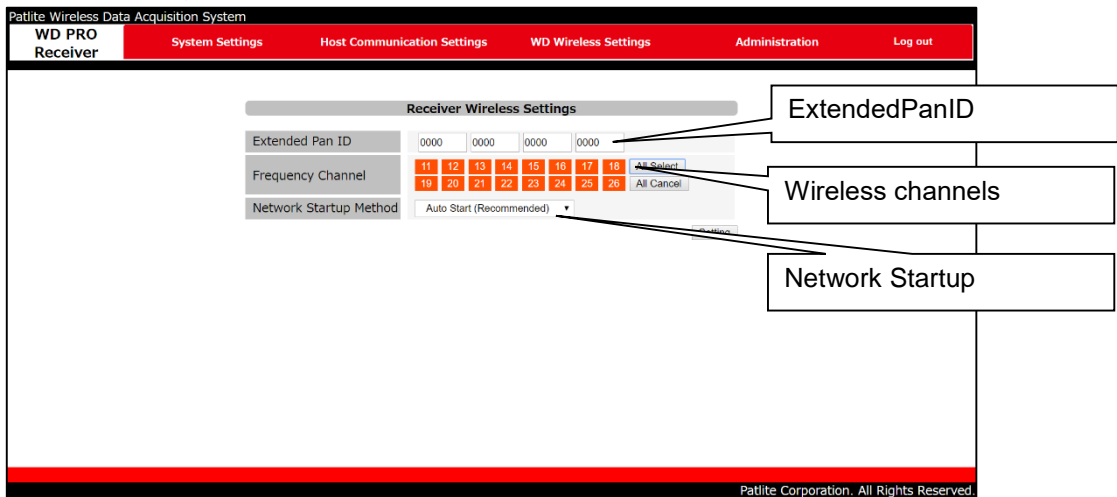 Patlite Wireless Data Acquisition System
WD PRO
Receiver
System Settings
Host Communication Settings
WD Wireless Settings
Administration
Log out
Receiver Wireless Settings
ExtendedPanID
Extended Pan ID
0000 0000 0000 0000
Frequency Channel
11 12 13 14 15 16 17 18 All Select
19 20 21 22 23 24 25 26 All Cancel
Wireless channels
Network Startup Method
Auto Start (Recommended)
Setting
Network Startup
Patlite Corporation. All Rights Reserved.